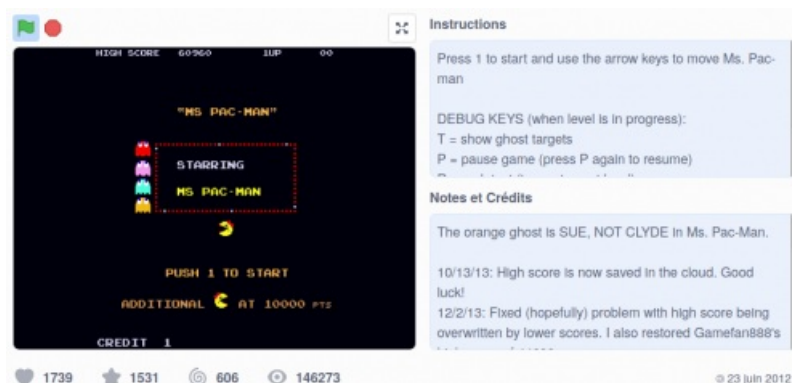 HIGH SCORE 60960 1UP 00
"MS PAC-MAN"
STARRING
MS PAC-MAN
PUSH 1 TO START
ADDITIONAL AT 10000 PTS
CREDIT 1
1739 1531 606 146273
Instructions
Press 1 to start and use the arrow keys to move Ms. Pac-
man
DEBUG KEYS (when level is in progress):
T = show ghost targets
P = pause game (press P again to resume)
Notes et Crédits
The orange ghost is SUE, NOT CLYDE in Ms. Pac-Man.
10/13/13: High score is now saved in the cloud. Good
luck!
12/2/13: Fixed (hopefully) problem with high score being
overwritten by lower scores. I also restored Gamefan888's
© 23 juin 2012